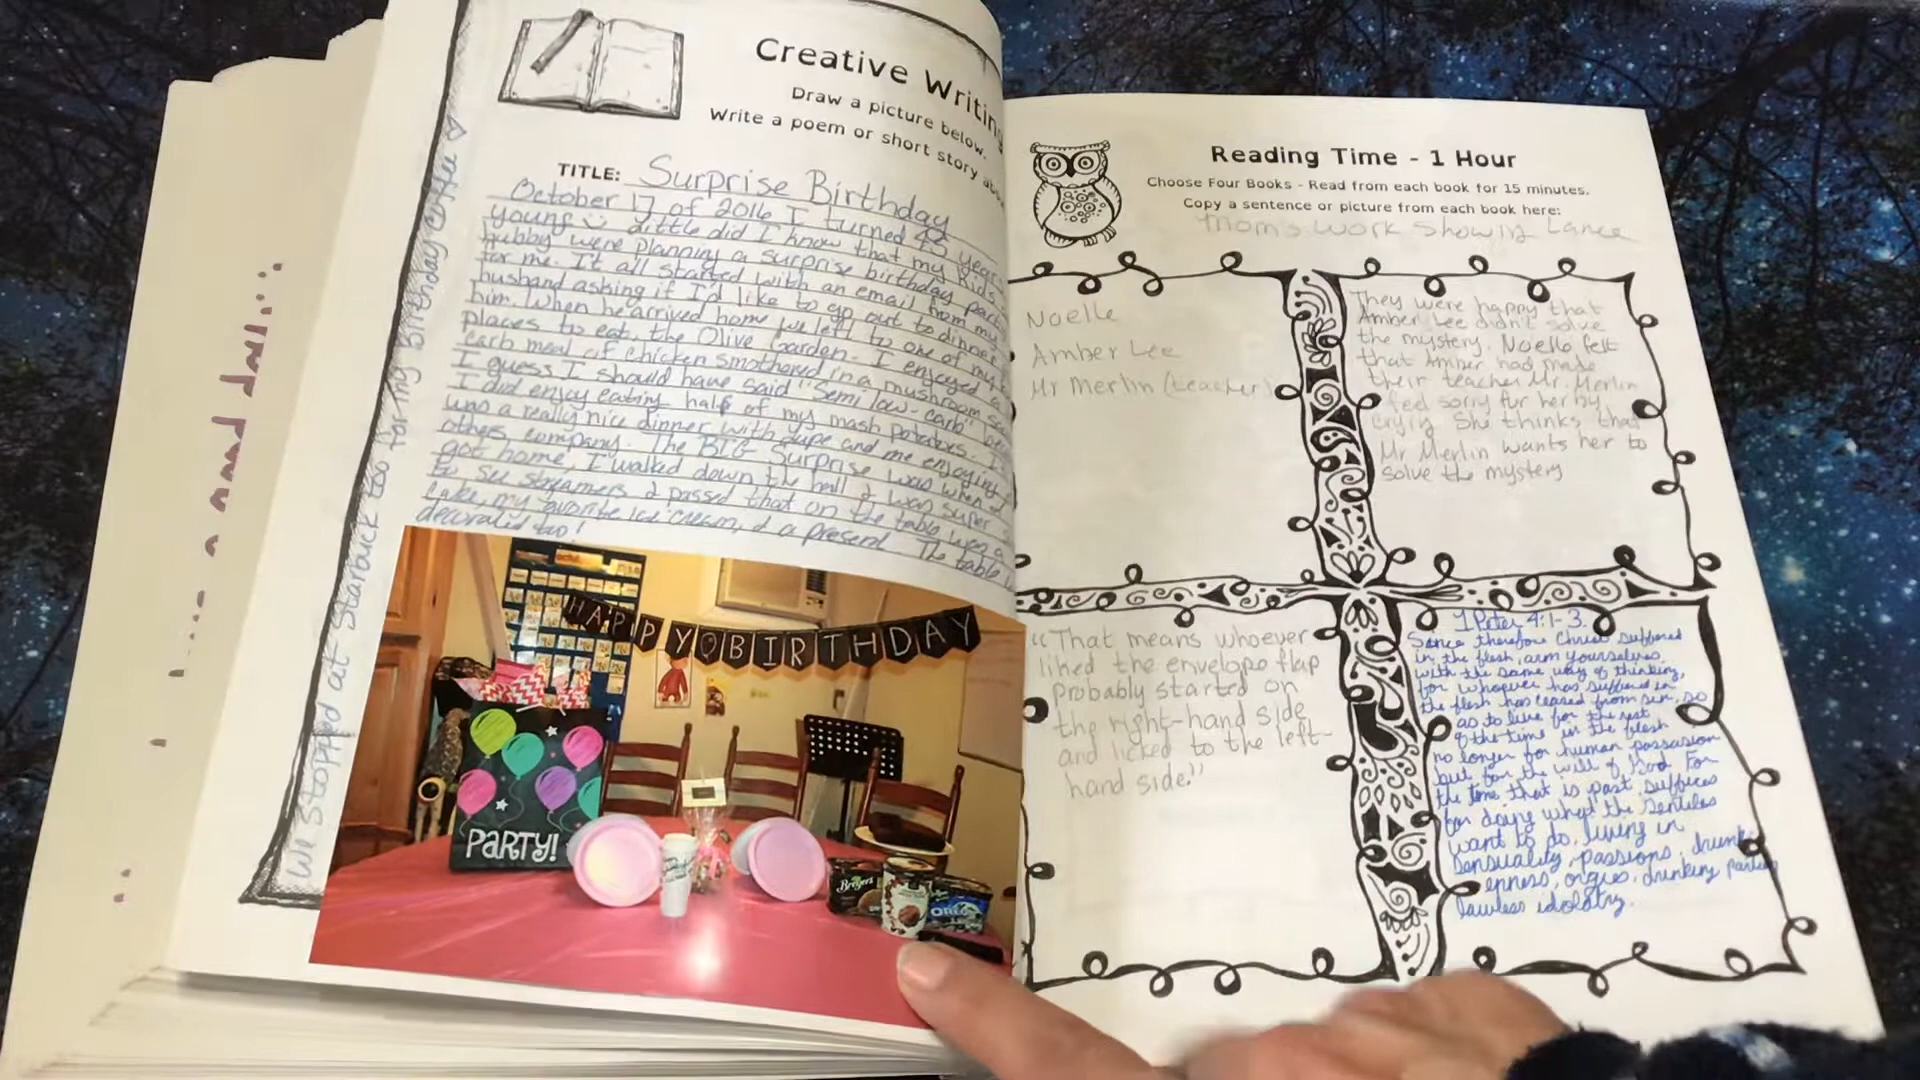 Creative Writing
Draw a picture below.
Write a poem or short story abou
TITLE: Surprise Birthday
October 17 of 2016 I turned 45 years
young. Little did I know that my kids
hubby were planning a surprise birthday part
for me. It all started with an email from my
husband asking if I'd like to go out to dinner
him. When he arrived home we left to one of my
places to eat, the Olive Garden. I enjoyed a
carb meal of chicken smothered in a mushroom
I guess I should have said "Semi low-carb"
I did enjoy eating half of my mash potatoes.
was a really nice dinner with and me enjoying
others company. The BIG Surprise was when
got home, I walked down the hall & was super
to see streamers & passed that on the table was a
cake, my favorite ice cream, & a present. The table
decorated too!
We stopped at Starbuck too for my Birthday Coffee
a good day...
HAPPY BIRTHDAY
PARTY!
Breyers
OREO
Reading Time - 1 Hour
Choose Four Books - Read from each book for 15 minutes.
Copy a sentence or picture from each book here:
Mom's work showing Lance
Noelle
Amber Lee
Mr Merlin (teacher)
They were happy that
Amber Lee didn't solve
the mystery. Noelle felt
that Amber had made
their teacher Mr. Merlin
feel sorry for her by
crying. She thinks that
Mr Merlin wants her to
solve the mystery
"That means whoever
liked the envelope flap
Probably started on
the right-hand side
and licked to the left-
hand side"
1 Peter 4:1-3.
Since therefore Christ suffered
in the flesh, arm yourselves
with the same way of thinking,
for whoever has suffered in
the flesh has ceased from sin, so
as to live for the rest
of the time in the flesh
no longer for human passion
but for the will of God. For
the time that is past suffices
for doing what the Gentiles
want to do, living in
sensuality, passions, drunk-
enness, orgies, drinking parties
lawless idolatry.